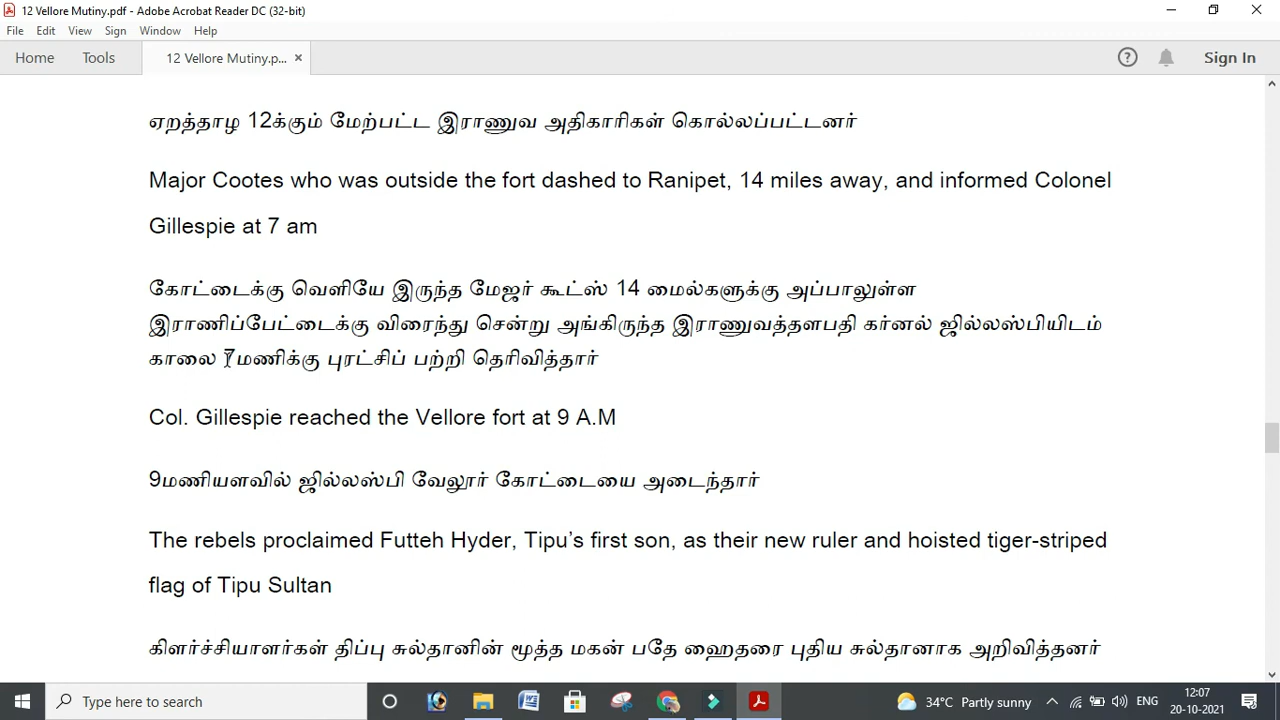 12 Vellore Mutiny.pdf - Adobe Acrobat Reader DC (32-bit)
File Edit View Sign Window Help
Home Tools 12 Vellore Mutiny.p... × Sign In
ஏறத்தாழ 12க்கும் மேற்பட்ட இராணுவ அதிகாரிகள் கொல்லப்பட்டனர்
Major Cootes who was outside the fort dashed to Ranipet, 14 miles away, and informed Colonel
Gillespie at 7 am
கோட்டைக்கு வெளியே இருந்த மேஜர் கூட்ஸ் 14 மைல்களுக்கு அப்பாலுள்ள
இராணிப்பேட்டைக்கு விரைந்து சென்று அங்கிருந்த இராணுவத்தளபதி கர்னல் ஜில்லஸ்பியிடம்
காலை 7மணிக்கு புரட்சிப் பற்றி தெரிவித்தார்
Col. Gillespie reached the Vellore fort at 9 A.M
9மணியளவில் ஜில்லஸ்பி வேலூர் கோட்டையை அடைந்தார்
The rebels proclaimed Futteh Hyder, Tipu’s first son, as their new ruler and hoisted tiger-striped
flag of Tipu Sultan
கிளர்ச்சியாளர்கள் திப்பு சுல்தானின் மூத்த மகன் பதே ஹைதரை புதிய சுல்தானாக அறிவித்தனர்
Type here to search 34°C Partly sunny ENG 12:07
20-10-2021